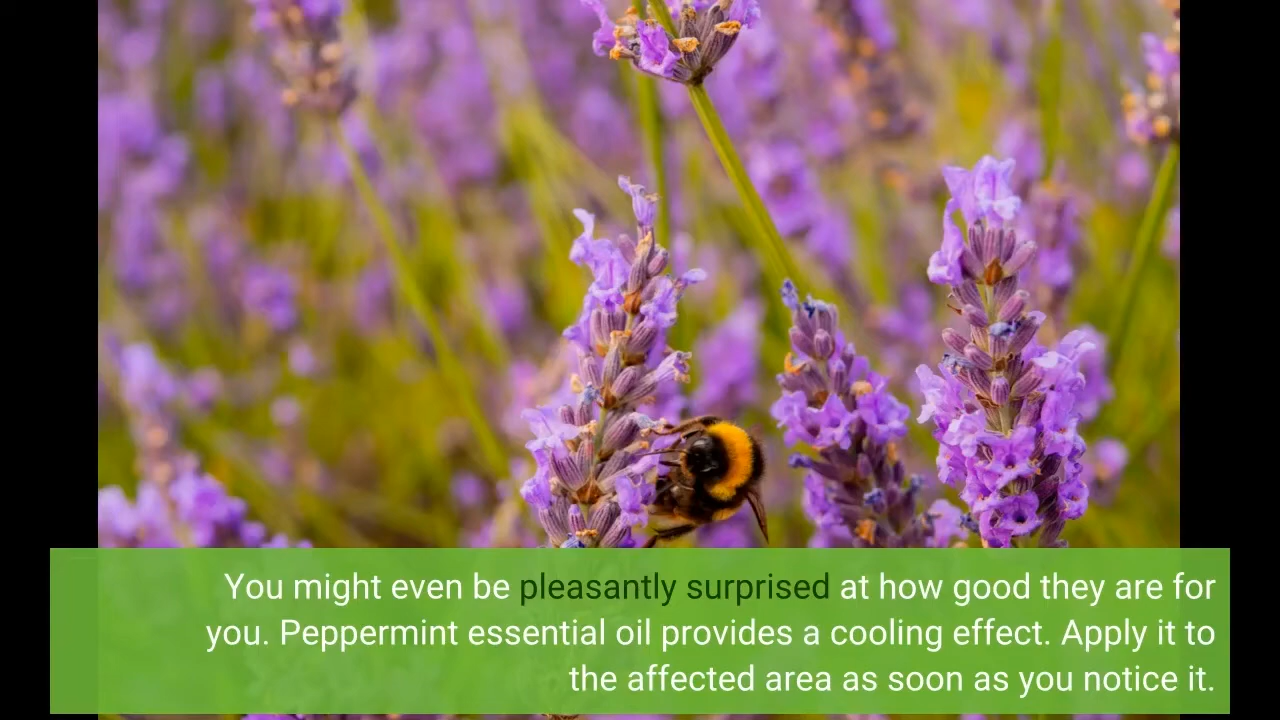 You might even be pleasantly surprised at how good they are for
you. Peppermint essential oil provides a cooling effect. Apply it to
the affected area as soon as you notice it.